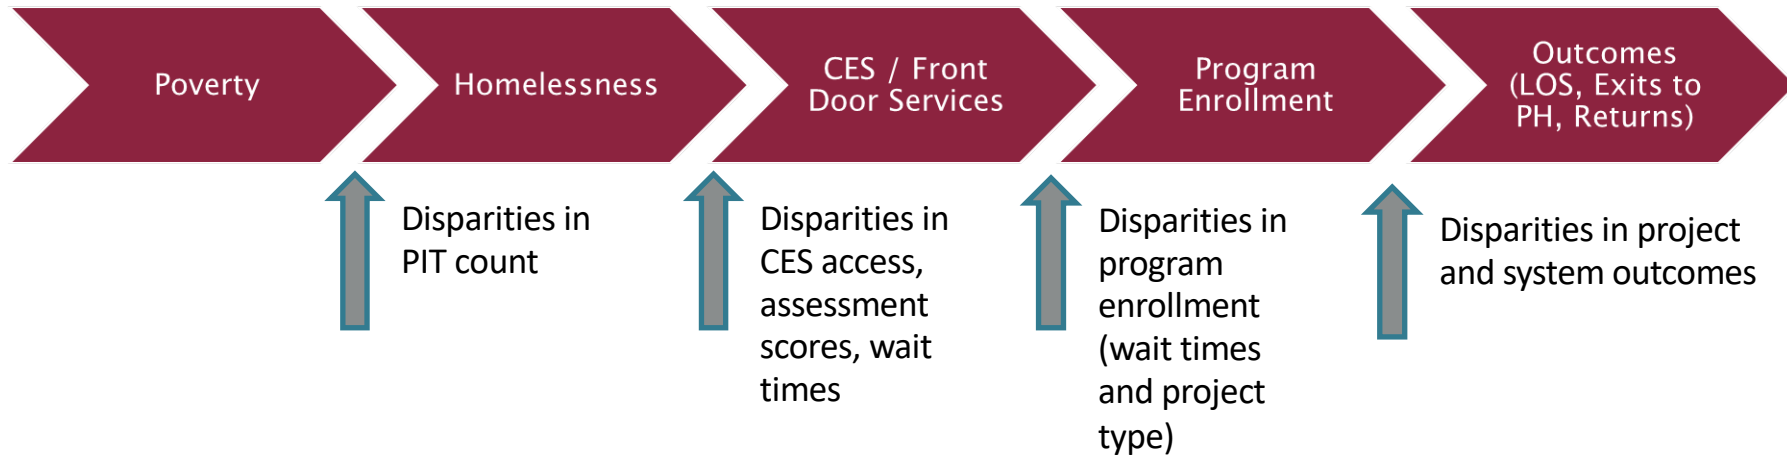 Poverty
Homelessness
CES / Front
Door Services
Program
Enrollment
Outcomes
(LOS, Exits to
PH, Returns)
Disparities in
PIT count
Disparities in
CES access,
assessment
scores, wait
times
Disparities in
program
enrollment
(wait times
and project
type)
Disparities in project
and system outcomes